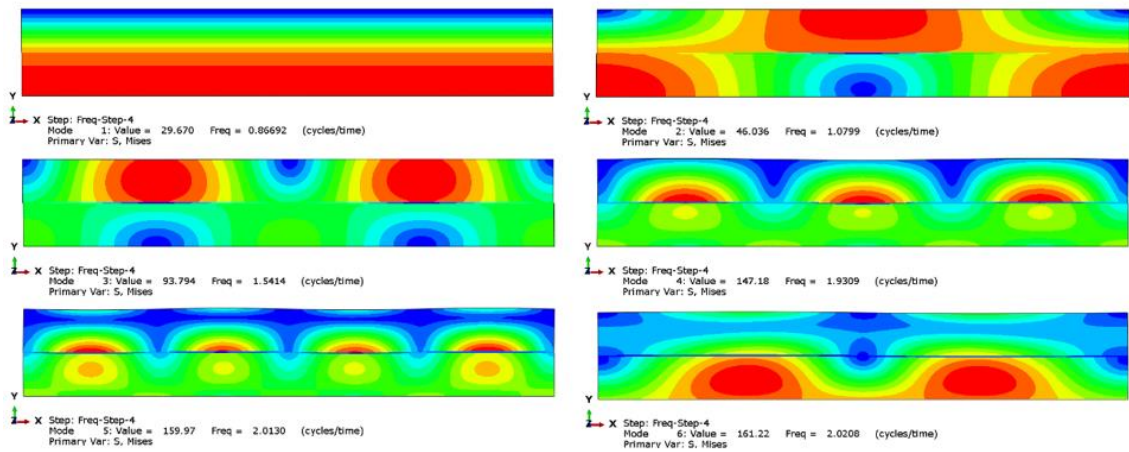 Y
Z X Step: Freq-Step-4
Mode 1: Value = 29.670 Freq = 0.86692 (cycles/time)
Primary Var: S, Mises
Y
Z X Step: Freq-Step-4
Mode 2: Value = 46.036 Freq = 1.0799 (cycles/time)
Primary Var: S, Mises
Y
Z X Step: Freq-Step-4
Mode 3: Value = 93.794 Freq = 1.5414 (cycles/time)
Primary Var: S, Mises
Y
Z X Step: Freq-Step-4
Mode 4: Value = 147.18 Freq = 1.9309 (cycles/time)
Primary Var: S, Mises
Y
Z X Step: Freq-Step-4
Mode 5: Value = 159.97 Freq = 2.0130 (cycles/time)
Primary Var: S, Mises
Y
Z X Step: Freq-Step-4
Mode 6: Value = 161.22 Freq = 2.0208 (cycles/time)
Primary Var: S, Mises